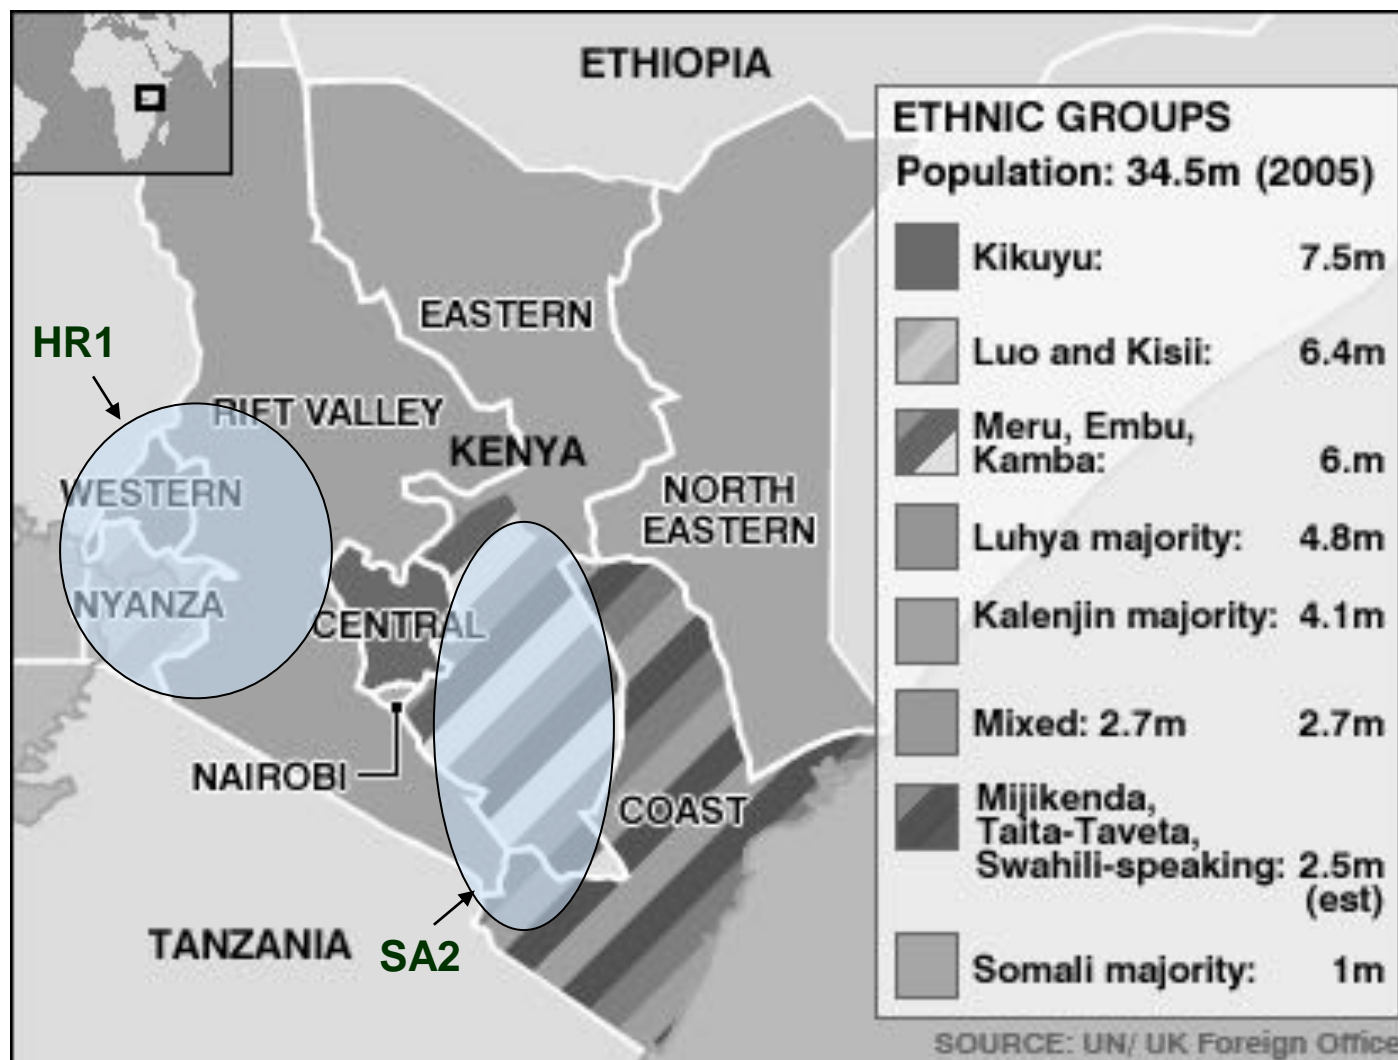 ETHIOPIA
EASTERN
HR1
RIFT VALLEY
KENYA
WESTERN
NORTH
EASTERN
NYANZA
CENTRAL
NAIROBI
COAST
TANZANIA
SA2
ETHNIC GROUPS
Population: 34.5m (2005)
Kikuyu: 7.5m
Luo and Kisii: 6.4m
Meru, Embu,
Kamba: 6.m
Luhya majority: 4.8m
Kalenjin majority: 4.1m
Mixed: 2.7m 2.7m
Mijikenda,
Taita-Taveta,
Swahili-speaking: 2.5m
(est)
Somali majority: 1m
SOURCE: UN/ UK Foreign Office